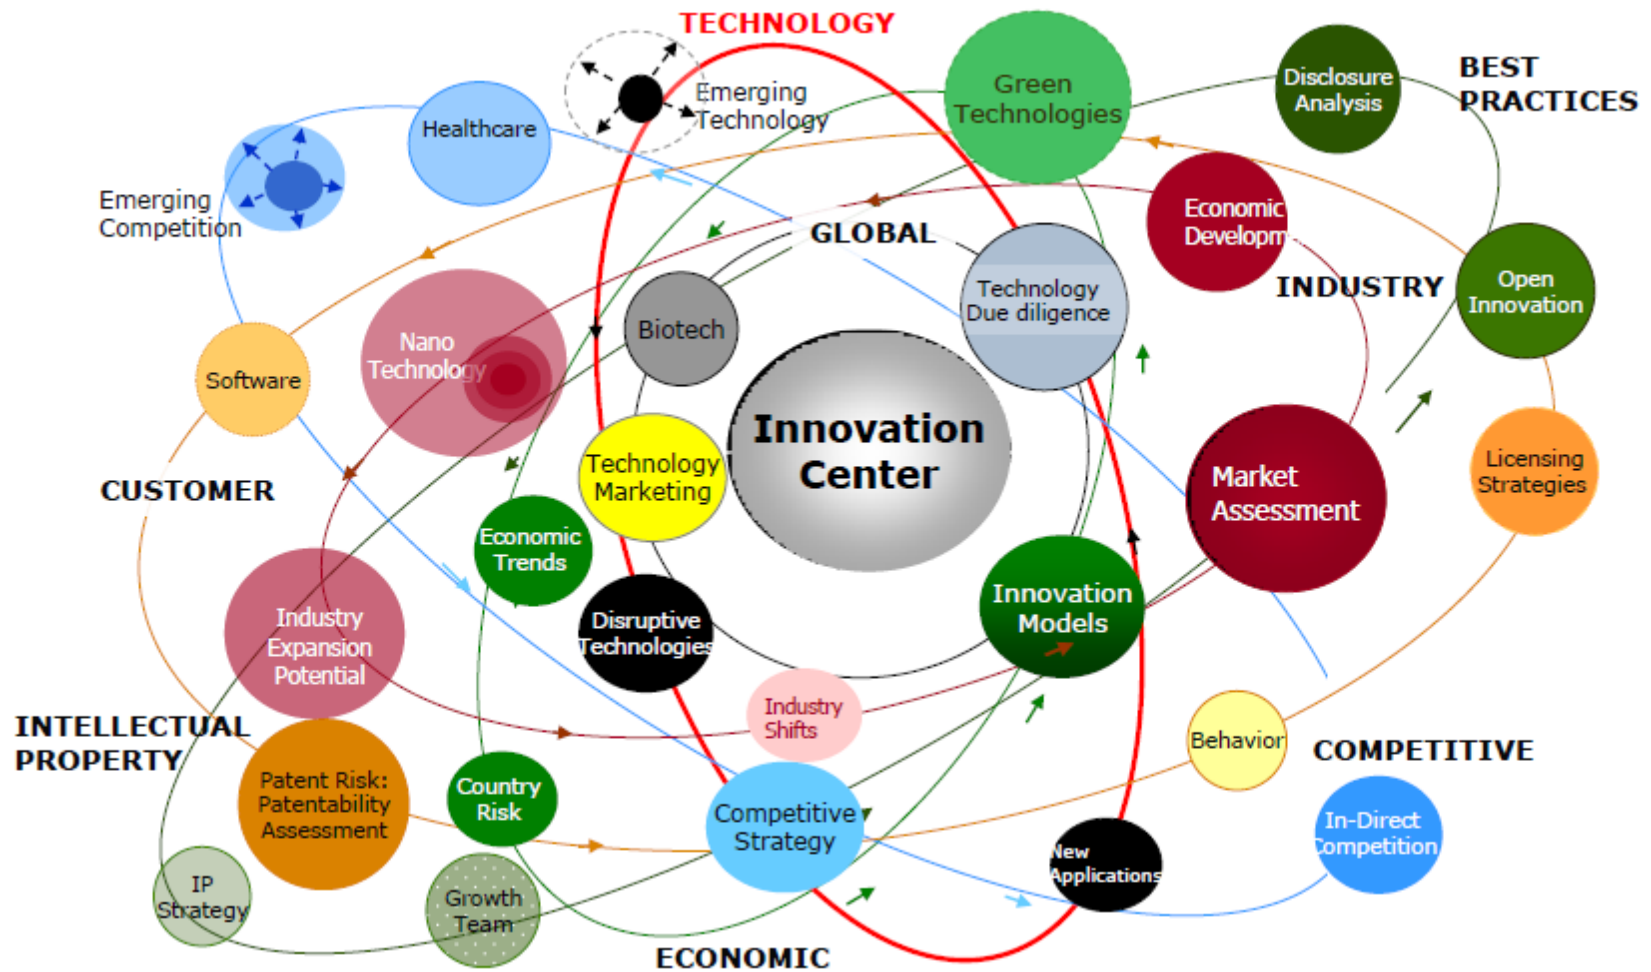 TECHNOLOGY
BEST
PRACTICES
Green
Technologies
Disclosure
Analysis
Emerging
Technology
Healthcare
Emerging
Competition
GLOBAL
Economic
Developm
INDUSTRY
Open
Innovation
Technology
Due diligence
Biotech
Nano
Technology
Software
Innovation
Center
Technology
Marketing
CUSTOMER
Market
Assessment
Licensing
Strategies
Economic
Trends
Innovation
Models
Disruptive
Technologies
Industry
Expansion
Potential
Industry
Shifts
INTELLECTUAL
PROPERTY
Behavior
COMPETITIVE
Patent Risk:
Patentability
Assessment
Country
Risk
Competitive
Strategy
In-Direct
Competition
New
Applications
IP
Strategy
Growth
Team
ECONOMIC